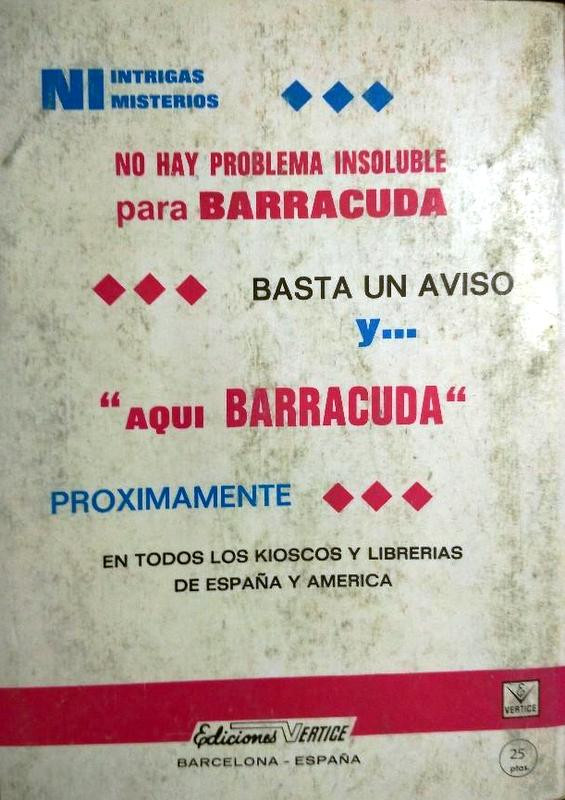 NI INTRIGAS
MISTERIOS
NO HAY PROBLEMA INSOLUBLE
para BARRACUDA
BASTA UN AVISO
y...
“AQUI BARRACUDA“
PROXIMAMENTE
EN TODOS LOS KIOSCOS Y LIBRERIAS
DE ESPAÑA Y AMERICA
VERTICE
Ediciones VERTICE
BARCELONA - ESPAÑA
25
ptas.